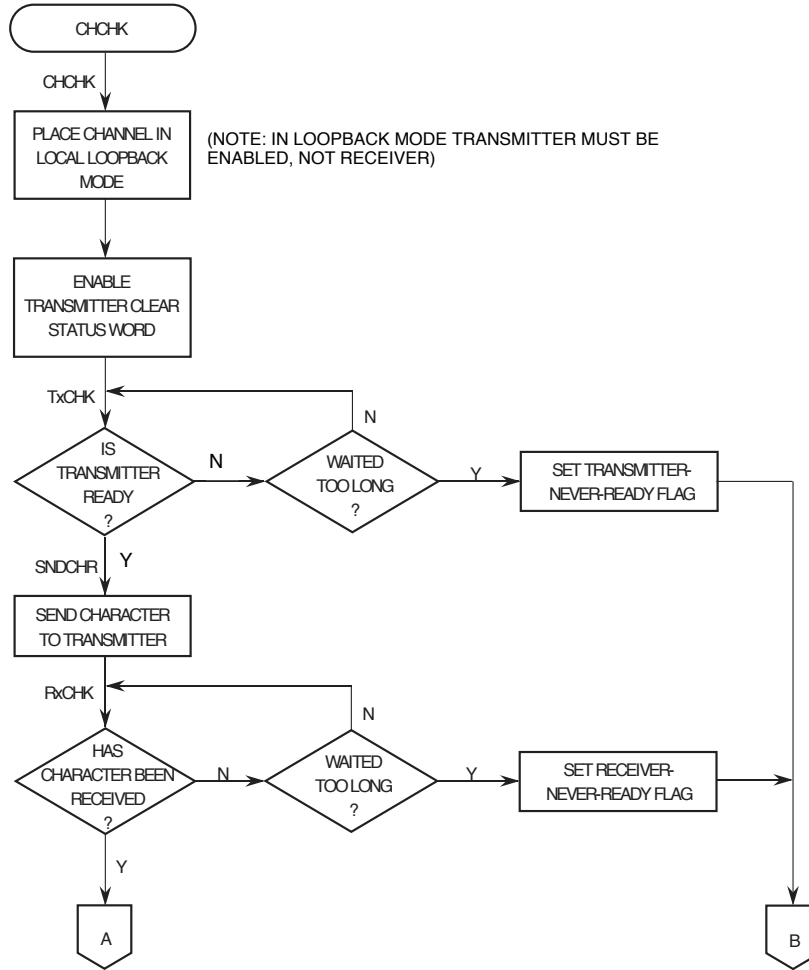 CHCHK
CHCHK
PLACE CHANNEL IN
LOCAL LOOPBACK
MODE
(NOTE: IN LOOPBACK MODE TRANSMITTER MUST BE
ENABLED, NOT RECEIVER)
ENABLE
TRANSMITTER CLEAR
STATUS WORD
TxCHK
N
IS
TRANSMITTER
READY
?
N
WAITED
TOO LONG
?
Y
SET TRANSMITTER-
NEVER-READY FLAG
SNDCHR
Y
SEND CHARACTER
TO TRANSMITTER
RxCHK
N
HAS
CHARACTER BEEN
RECEIVED
?
N
WAITED
TOO LONG
?
Y
SET RECEIVER-
NEVER-READY FLAG
Y
A
B